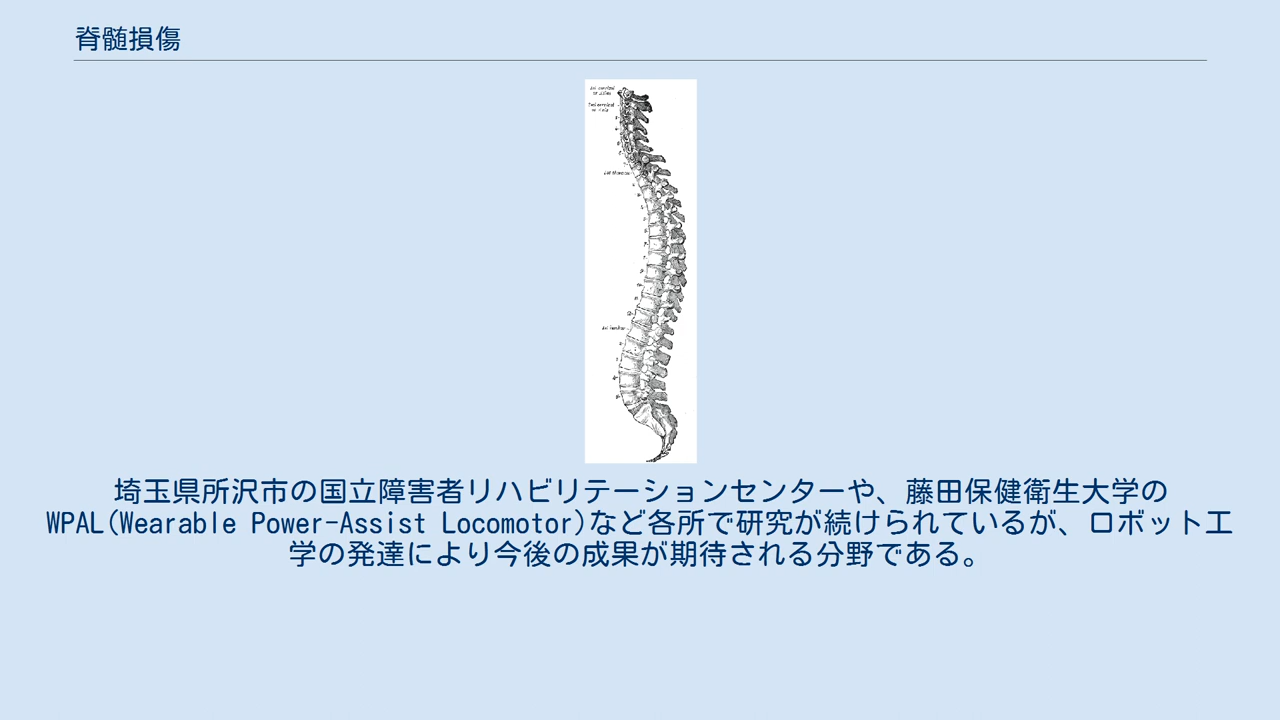 脊髄損傷
埼玉県所沢市の国立障害者リハビリテーションセンターや、藤田保健衛生大学の
WPAL(Wearable Power-Assist Locomotor)など各所で研究が続けられているが、ロボット工
学の発達により今後の成果が期待される分野である。